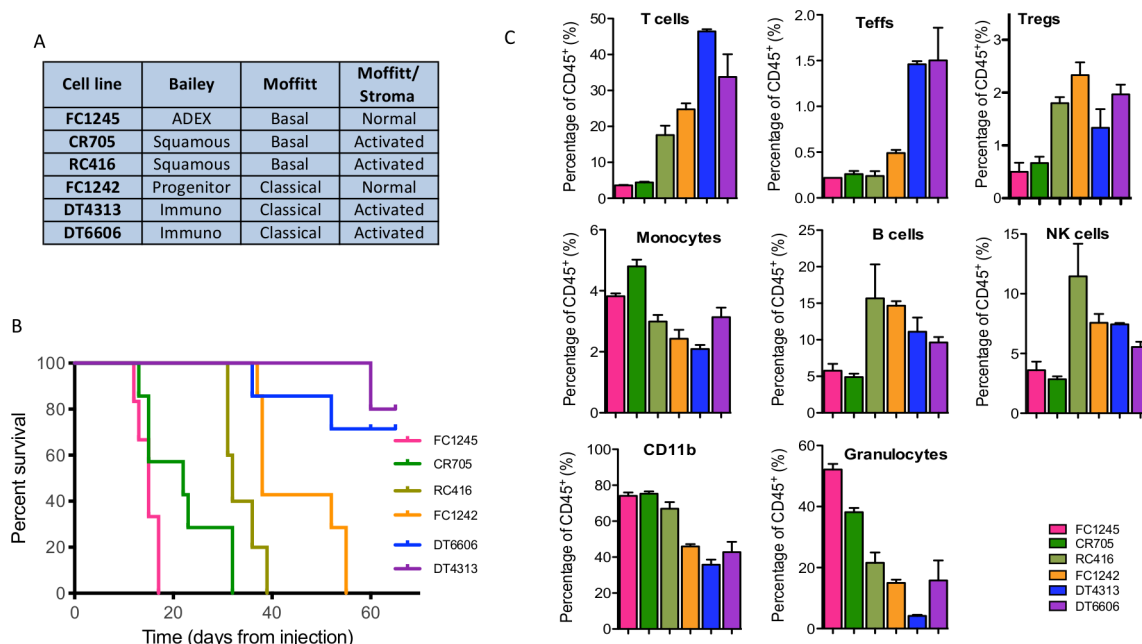 A
Cell line Bailey Moffitt Moffitt/
Stroma
FC1245 ADEX Basal Normal
CR705 Squamous Basal Activated
RC416 Squamous Basal Activated
FC1242 Progenitor Classical Normal
DT4313 Immuno Classical Activated
DT6606 Immuno Classical Activated
B
Percent survival
100
80
60
40
20
0
0 20 40 60
Time (days from injection)
FC1245
CR705
RC416
FC1242
DT6606
DT4313
C
T cells
Percentage of CD45+ (%)
50
40
30
20
10
0
Teffs
Percentage of CD45+ (%)
2.0
1.5
1.0
0.5
0.0
Tregs
Percentage of CD45+ (%)
3
2
1
0
Monocytes
Percentage of CD45+ (%)
6
4
2
0
B cells
Percentage of CD45+ (%)
25
20
15
10
5
0
NK cells
Percentage of CD45+ (%)
15
10
5
0
CD11b
Percentage of CD45+ (%)
100
80
60
40
20
0
Granulocytes
Percentage of CD45+ (%)
60
40
20
0
FC1245
CR705
RC416
FC1242
DT4313
DT6606